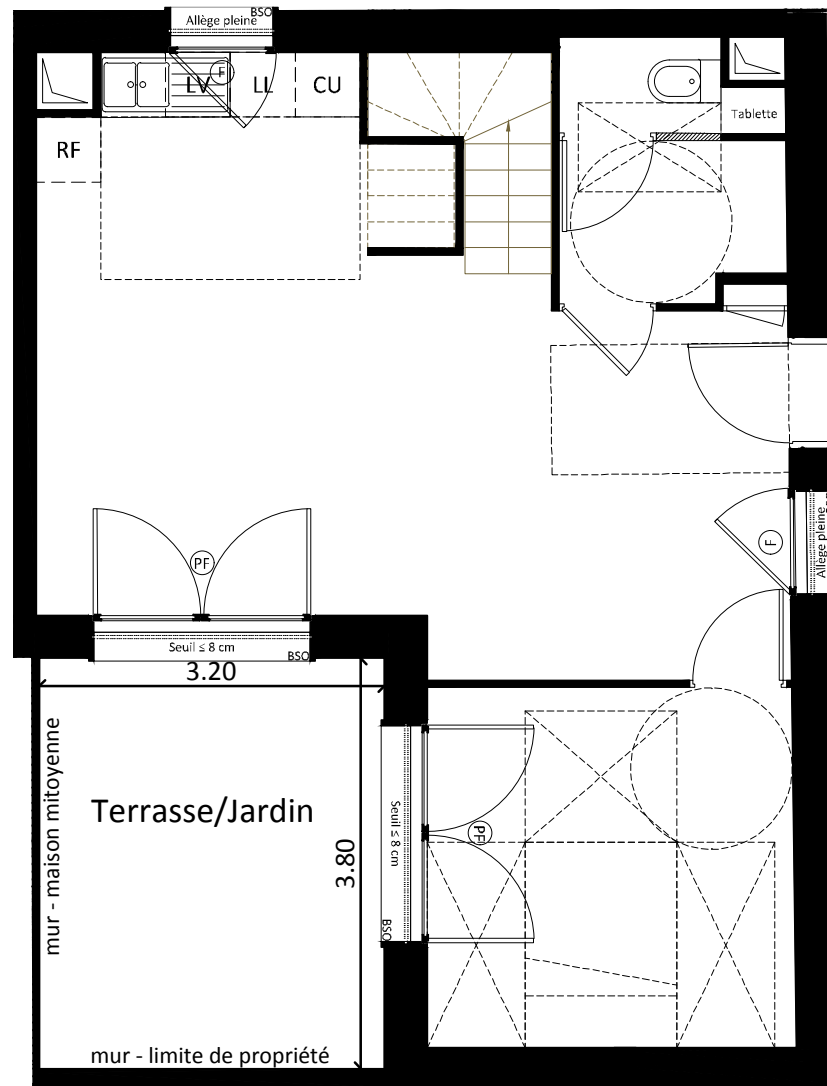 Allège pleine
BSO
F
LV
LL
CU
RF
Tablette
F
Allège pleine
PF
Seuil ≤ 8 cm
BSO
3.20
mur - maison mitoyenne
Terrasse/Jardin
3.80
Seuil ≤ 8 cm
PF
BSO
mur - limite de propriété